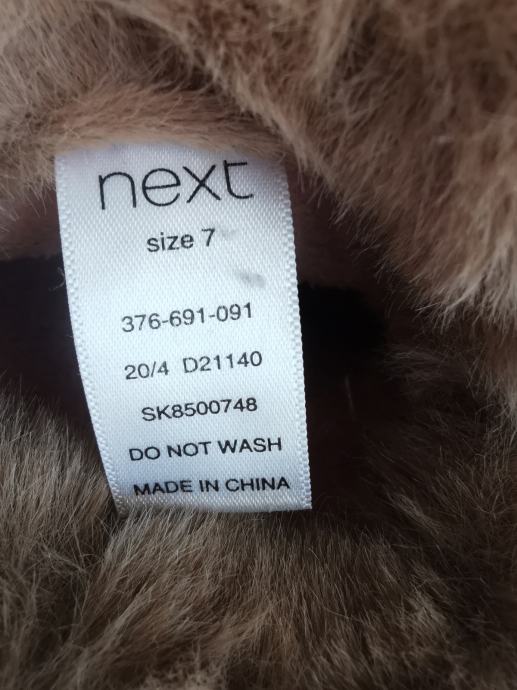 next
size 7
376-691-091
20/4 D21140
SK8500748
DO NOT WASH
MADE IN CHINA